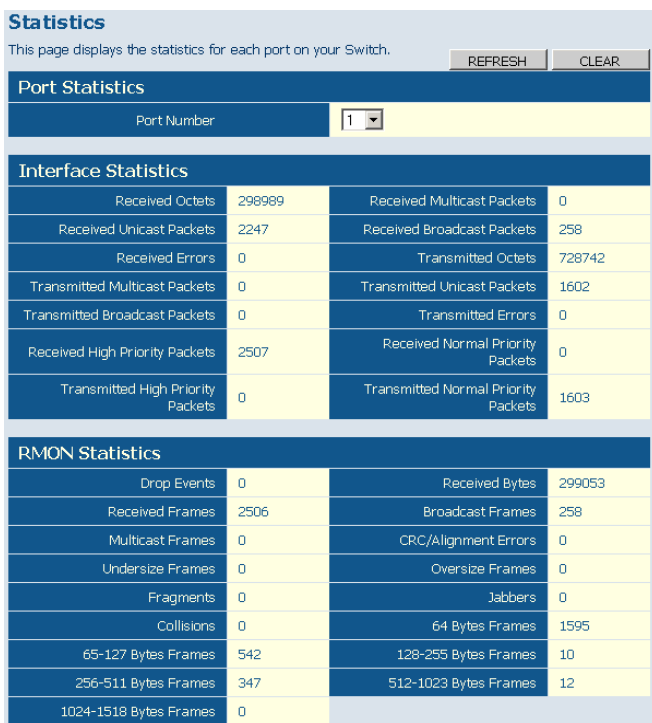 Statistics
This page displays the statistics for each port on your Switch.
REFRESH CLEAR
Port Statistics
Port Number 1
Interface Statistics
Received Octets 298989 Received Multicast Packets 0
Received Unicast Packets 2247 Received Broadcast Packets 258
Received Errors 0 Transmitted Octets 728742
Transmitted Multicast Packets 0 Transmitted Unicast Packets 1602
Transmitted Broadcast Packets 0 Transmitted Errors 0
Received High Priority Packets 2507 Received Normal Priority
Packets 0
Transmitted High Priority
Packets 0 Transmitted Normal Priority
Packets 1603
RMON Statistics
Drop Events 0 Received Bytes 299053
Received Frames 2506 Broadcast Frames 258
Multicast Frames 0 CRC/Alignment Errors 0
Undersize Frames 0 Oversize Frames 0
Fragments 0 Jabbers 0
Collisions 0 64 Bytes Frames 1595
65-127 Bytes Frames 542 128-255 Bytes Frames 10
256-511 Bytes Frames 347 512-1023 Bytes Frames 12
1024-1518 Bytes Frames 0